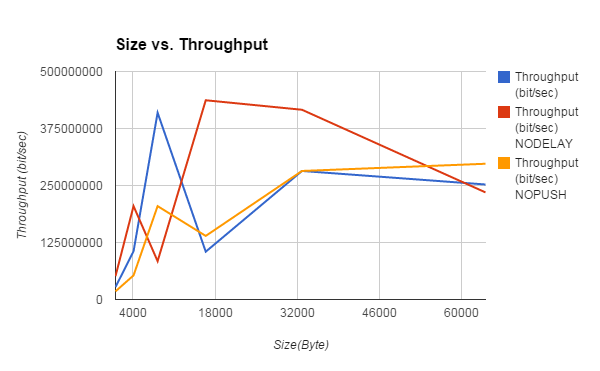 Size vs. Throughput
500000000
375000000
250000000
125000000
0
Throughput (bit/sec)
4000 18000 32000 46000 60000
Size(Byte)
Throughput
(bit/sec)
Throughput
(bit/sec)
NODELAY
Throughput
(bit/sec)
NOPUSH